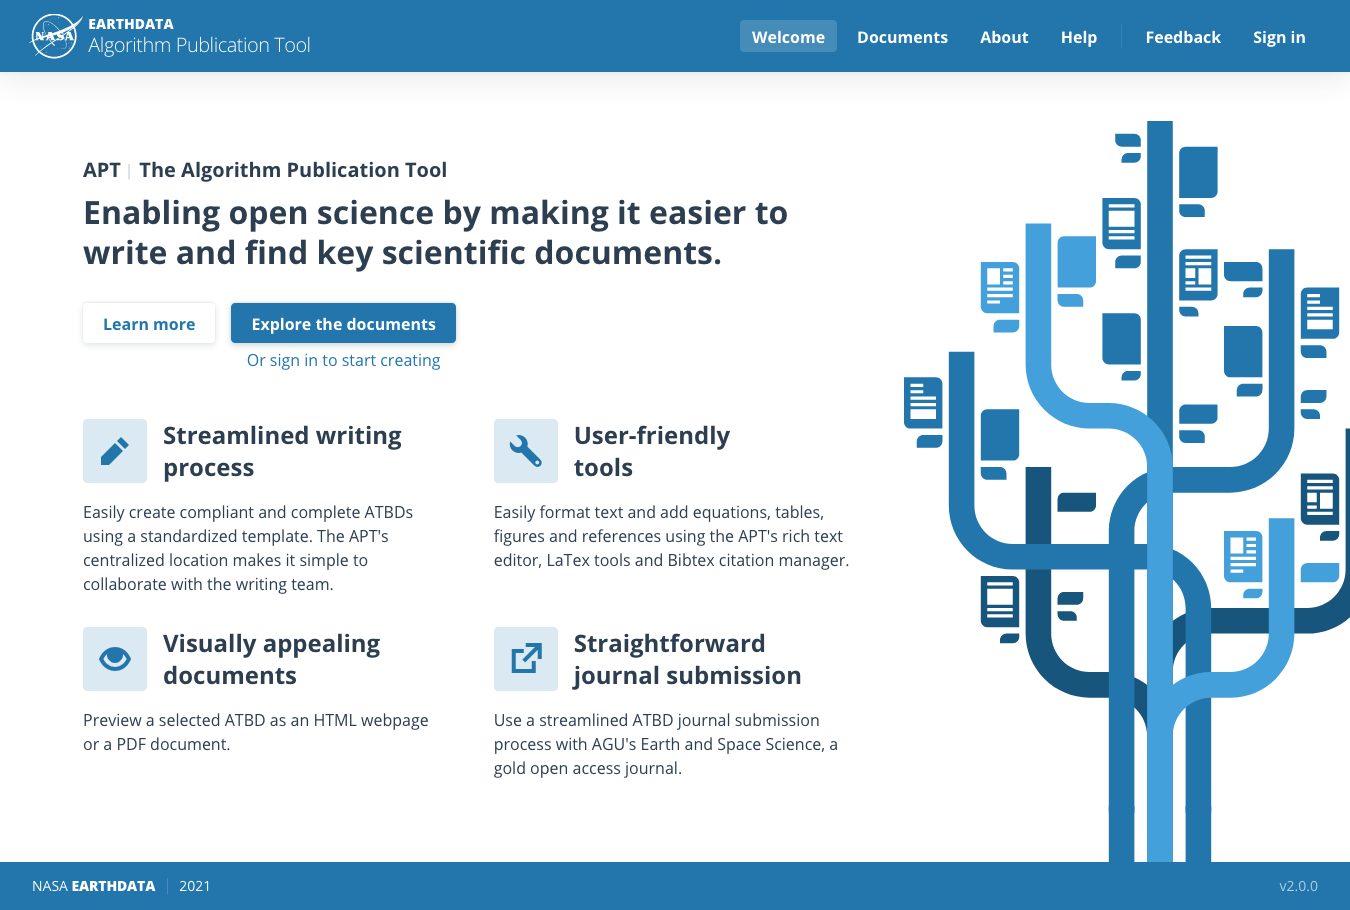 NASA
EARTHDATA
Algorithm Publication Tool
Welcome
Documents
About
Help
Feedback
Sign in
APT | The Algorithm Publication Tool
Enabling open science by making it easier to
write and find key scientific documents.
Learn more
Explore the documents
Or sign in to start creating
Streamlined writing
process
Easily create compliant and complete ATBDs
using a standardized template. The APT's
centralized location makes it simple to
collaborate with the writing team.
User-friendly
tools
Easily format text and add equations, tables,
figures and references using the APT's rich text
editor, LaTex tools and Bibtex citation manager.
Visually appealing
documents
Preview a selected ATBD as an HTML webpage
or a PDF document.
Straightforward
journal submission
Use a streamlined ATBD journal submission
process with AGU's Earth and Space Science, a
gold open access journal.
NASA EARTHDATA | 2021
v2.0.0